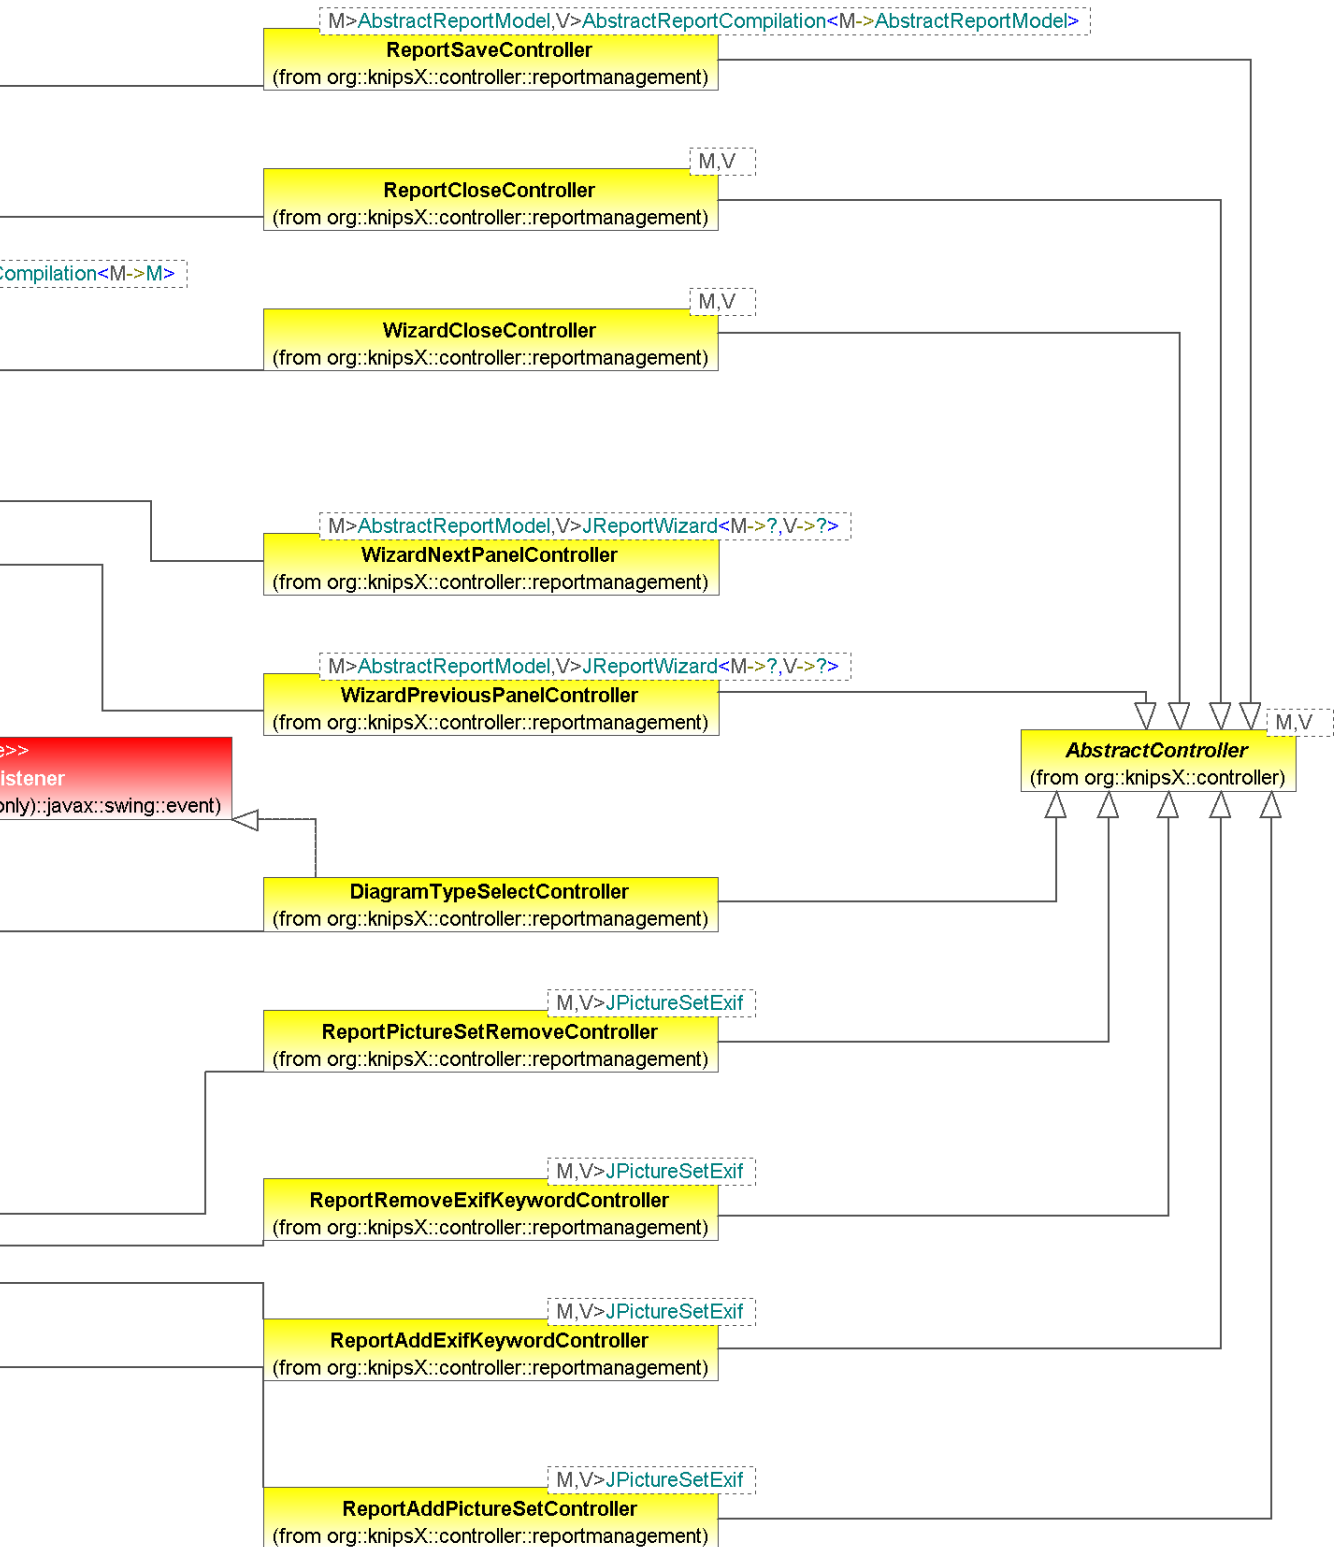 M>AbstractReportModel,V>AbstractReportCompilation<M->AbstractReportModel>
ReportSaveController
(from org::knipsX::controller::reportmanagement)
M,V
ReportCloseController
(from org::knipsX::controller::reportmanagement)
Compilation<M->M>
M,V
WizardCloseController
(from org::knipsX::controller::reportmanagement)
M>AbstractReportModel,V>JReportWizard<M->?,V->?>
WizardNextPanelController
(from org::knipsX::controller::reportmanagement)
M>AbstractReportModel,V>JReportWizard<M->?,V->?>
WizardPreviousPanelController
(from org::knipsX::controller::reportmanagement)
M,V
AbstractController
(from org::knipsX::controller)
e>>
istener
only)::javax::swing::event)
DiagramTypeSelectController
(from org::knipsX::controller::reportmanagement)
M,V>JPictureSetExif
ReportPictureSetRemoveController
(from org::knipsX::controller::reportmanagement)
M,V>JPictureSetExif
ReportRemoveExifKeywordController
(from org::knipsX::controller::reportmanagement)
M,V>JPictureSetExif
ReportAddExifKeywordController
(from org::knipsX::controller::reportmanagement)
M,V>JPictureSetExif
ReportAddPictureSetController
(from org::knipsX::controller::reportmanagement)